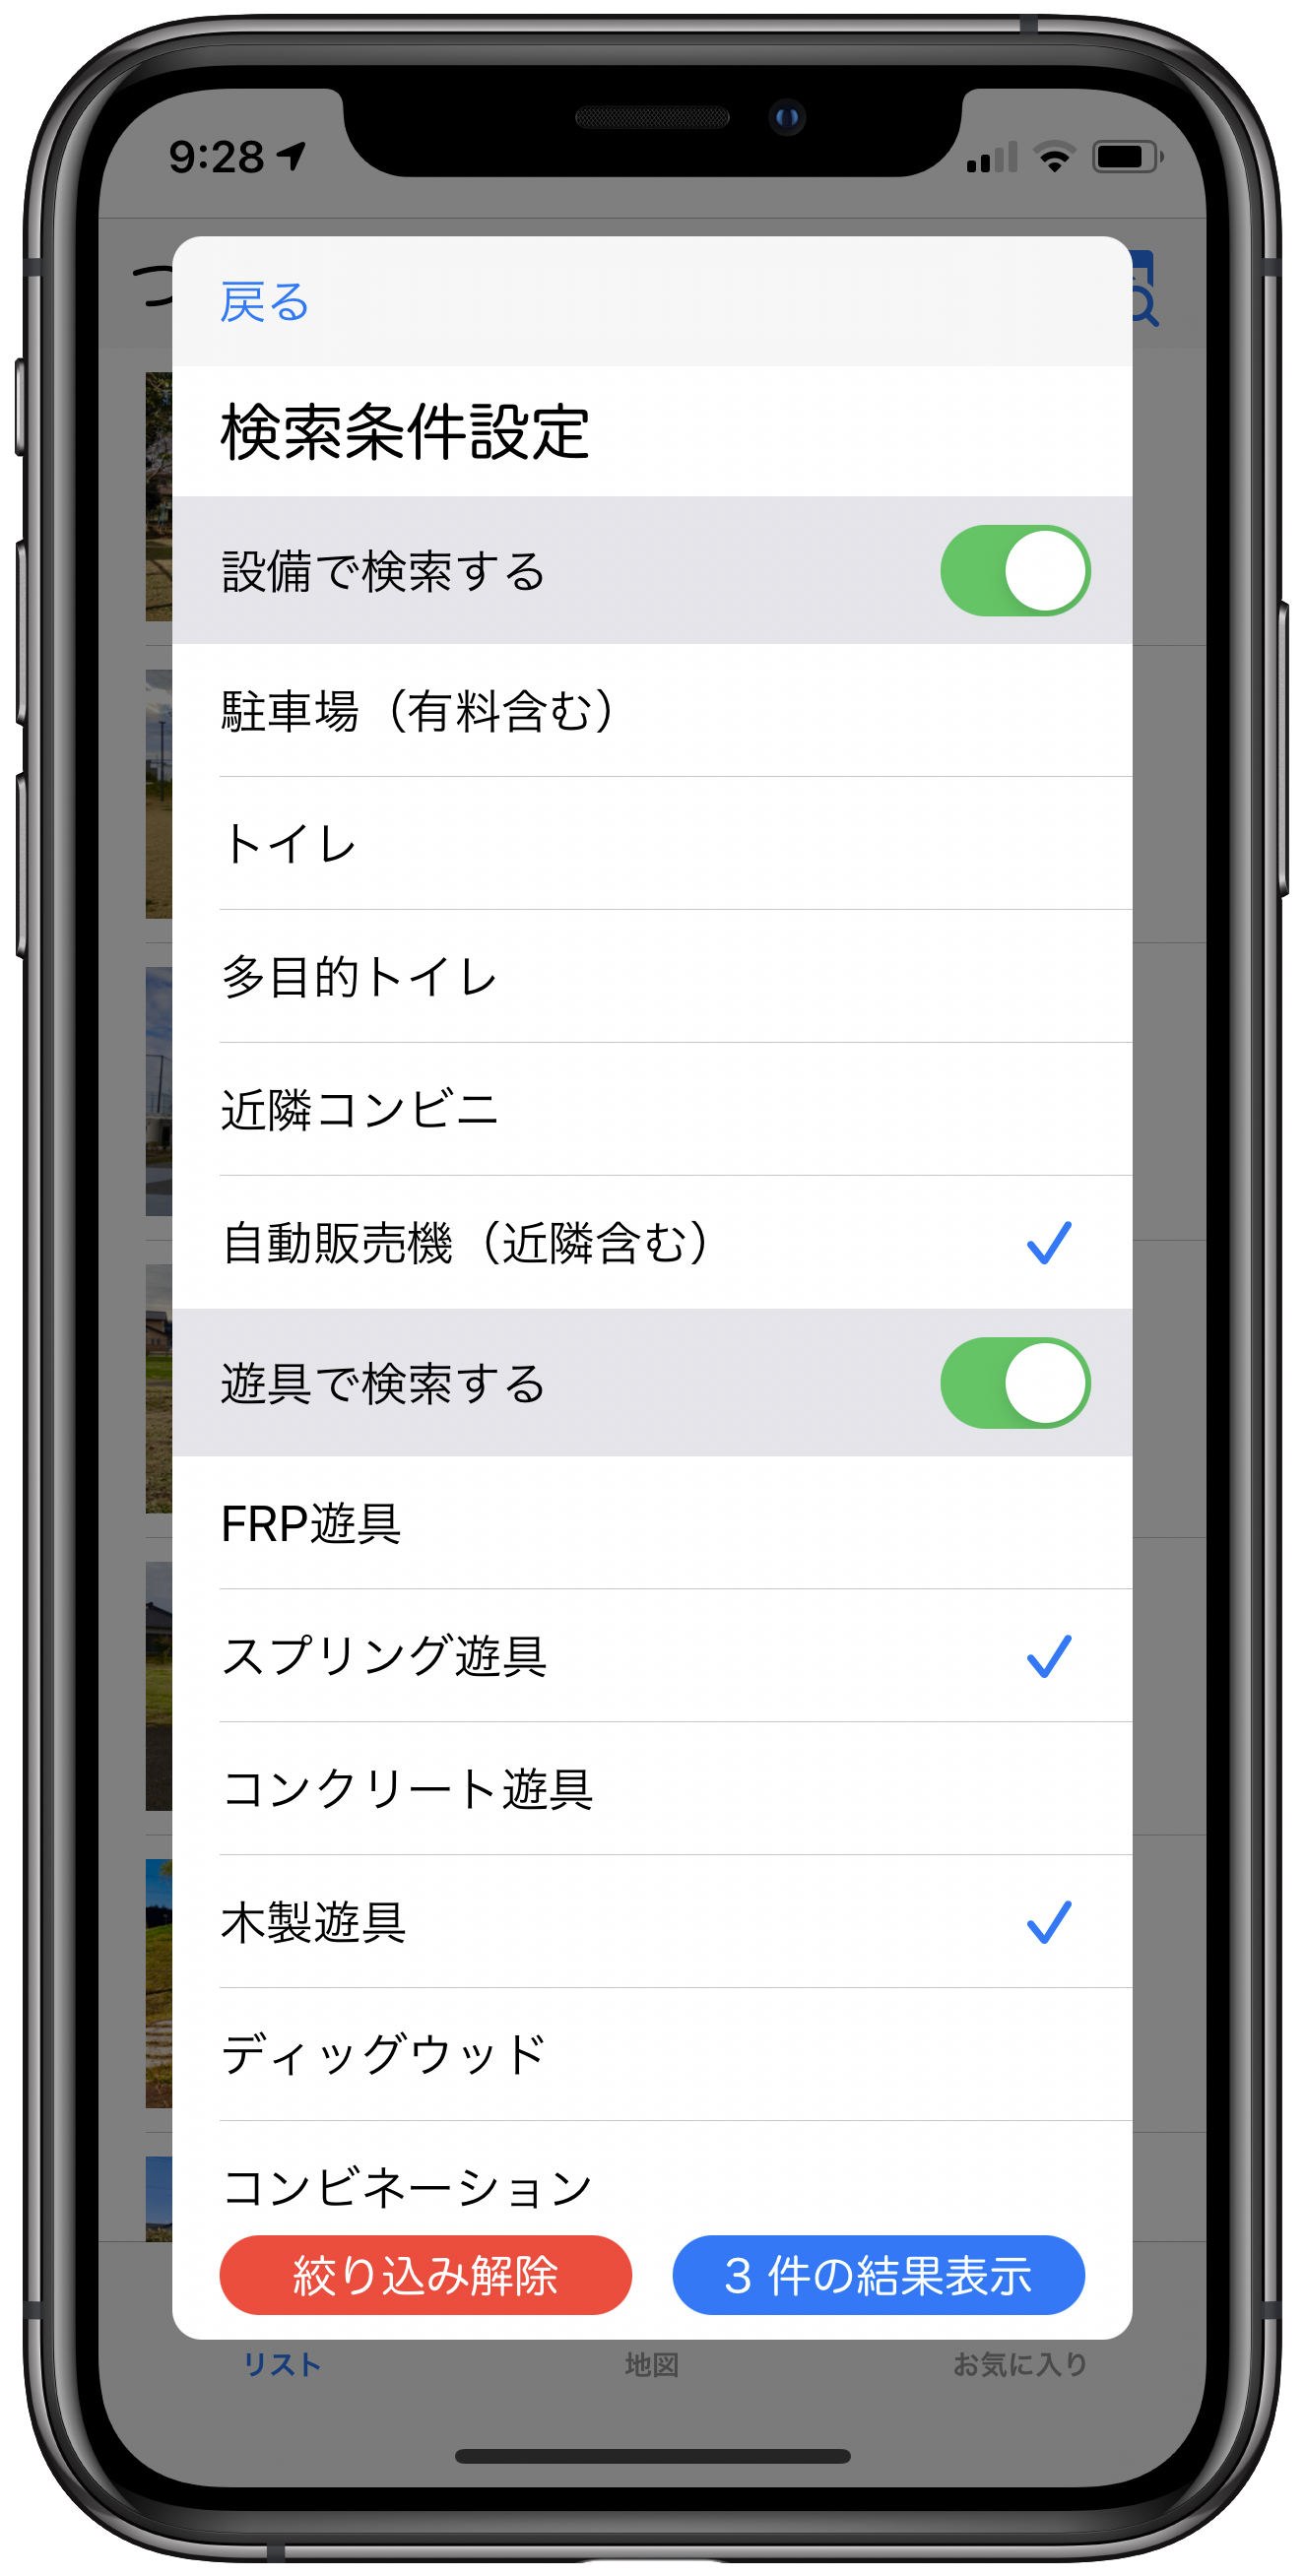 9:28
つ
戻る
検索条件設定
設備で検索する
駐車場（有料含む）
トイレ
多目的トイレ
近隣コンビニ
自動販売機（近隣含む）
遊具で検索する
FRP遊具
スプリング遊具
コンクリート遊具
木製遊具
ディッグウッド
コンビネーション
絞り込み解除
3 件の結果表示
リスト
地図
お気に入り